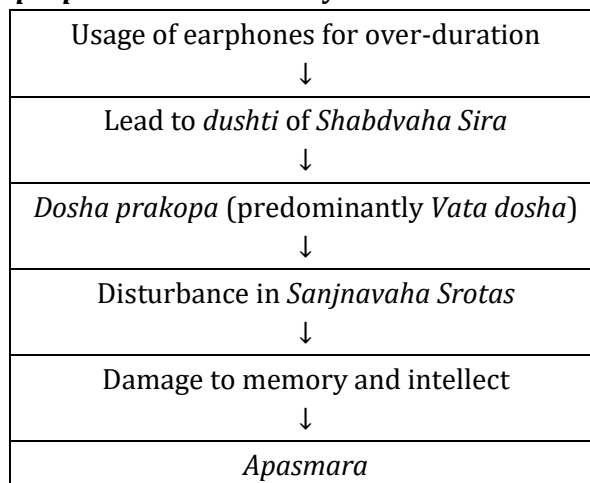 Usage of earphones for over-duration
↓
Lead to dushti of Shabdvaha Sira
↓
Dosha prakopa (predominantly Vata dosha)
↓
Disturbance in Sanjnavaha Srotas
↓
Damage to memory and intellect
↓
Apasmara